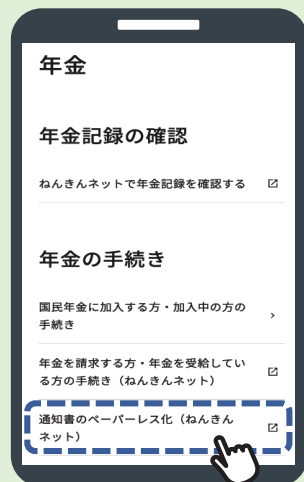 年金
年金記録の確認
ねんきんネットで年金記録を確認する
年金の手続き
国民年金に加入する方・加入中の方の
手続き
年金を請求する方・年金を受給してい
る方の手続き（ねんきんネット）
通知書のペーパーレス化（ねんきん
ネット）